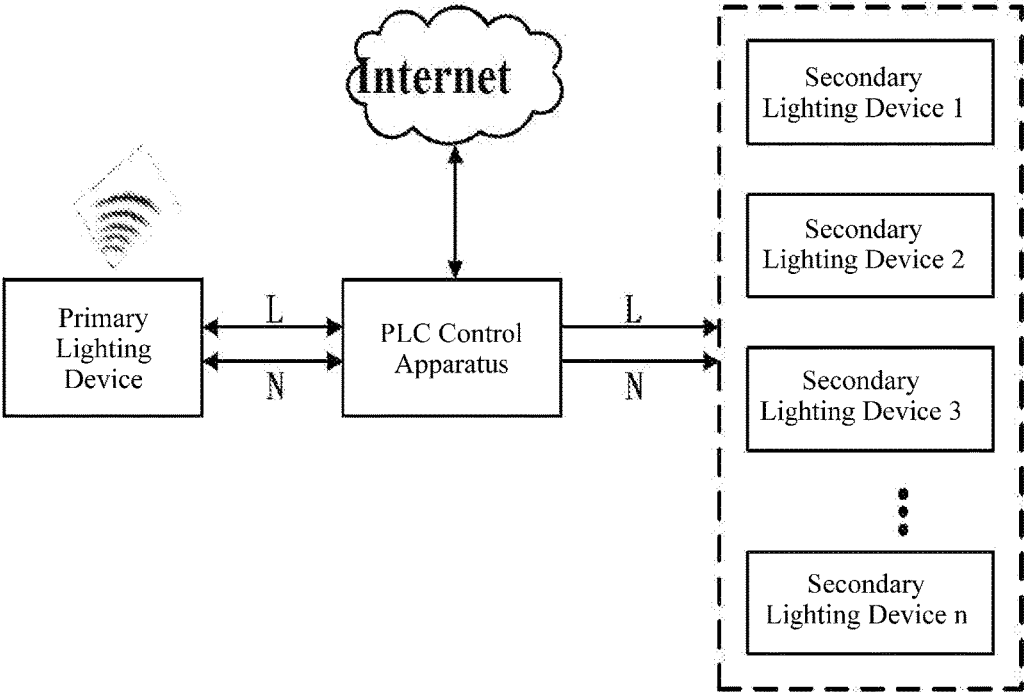 Internet
Primary
Lighting
Device
L
N
PLC Control
Apparatus
L
N
Secondary
Lighting Device 1
Secondary
Lighting Device 2
Secondary
Lighting Device 3
Secondary
Lighting Device n